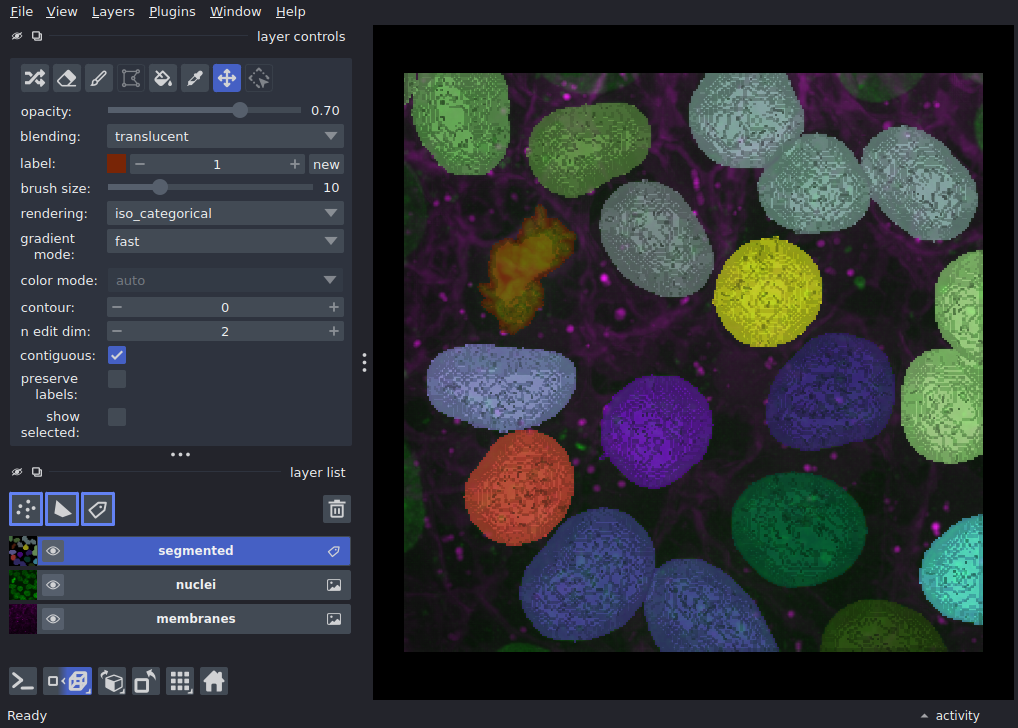 File View Layers Plugins Window Help
layer controls
opacity: 0.70
blending: translucent
label: 1 new
brush size: 10
rendering: iso_categorical
gradient
mode: fast
color mode: auto
contour: 0
n edit dim: 2
contiguous:
preserve
labels:
show
selected:
layer list
segmented
nuclei
membranes
Ready
activity